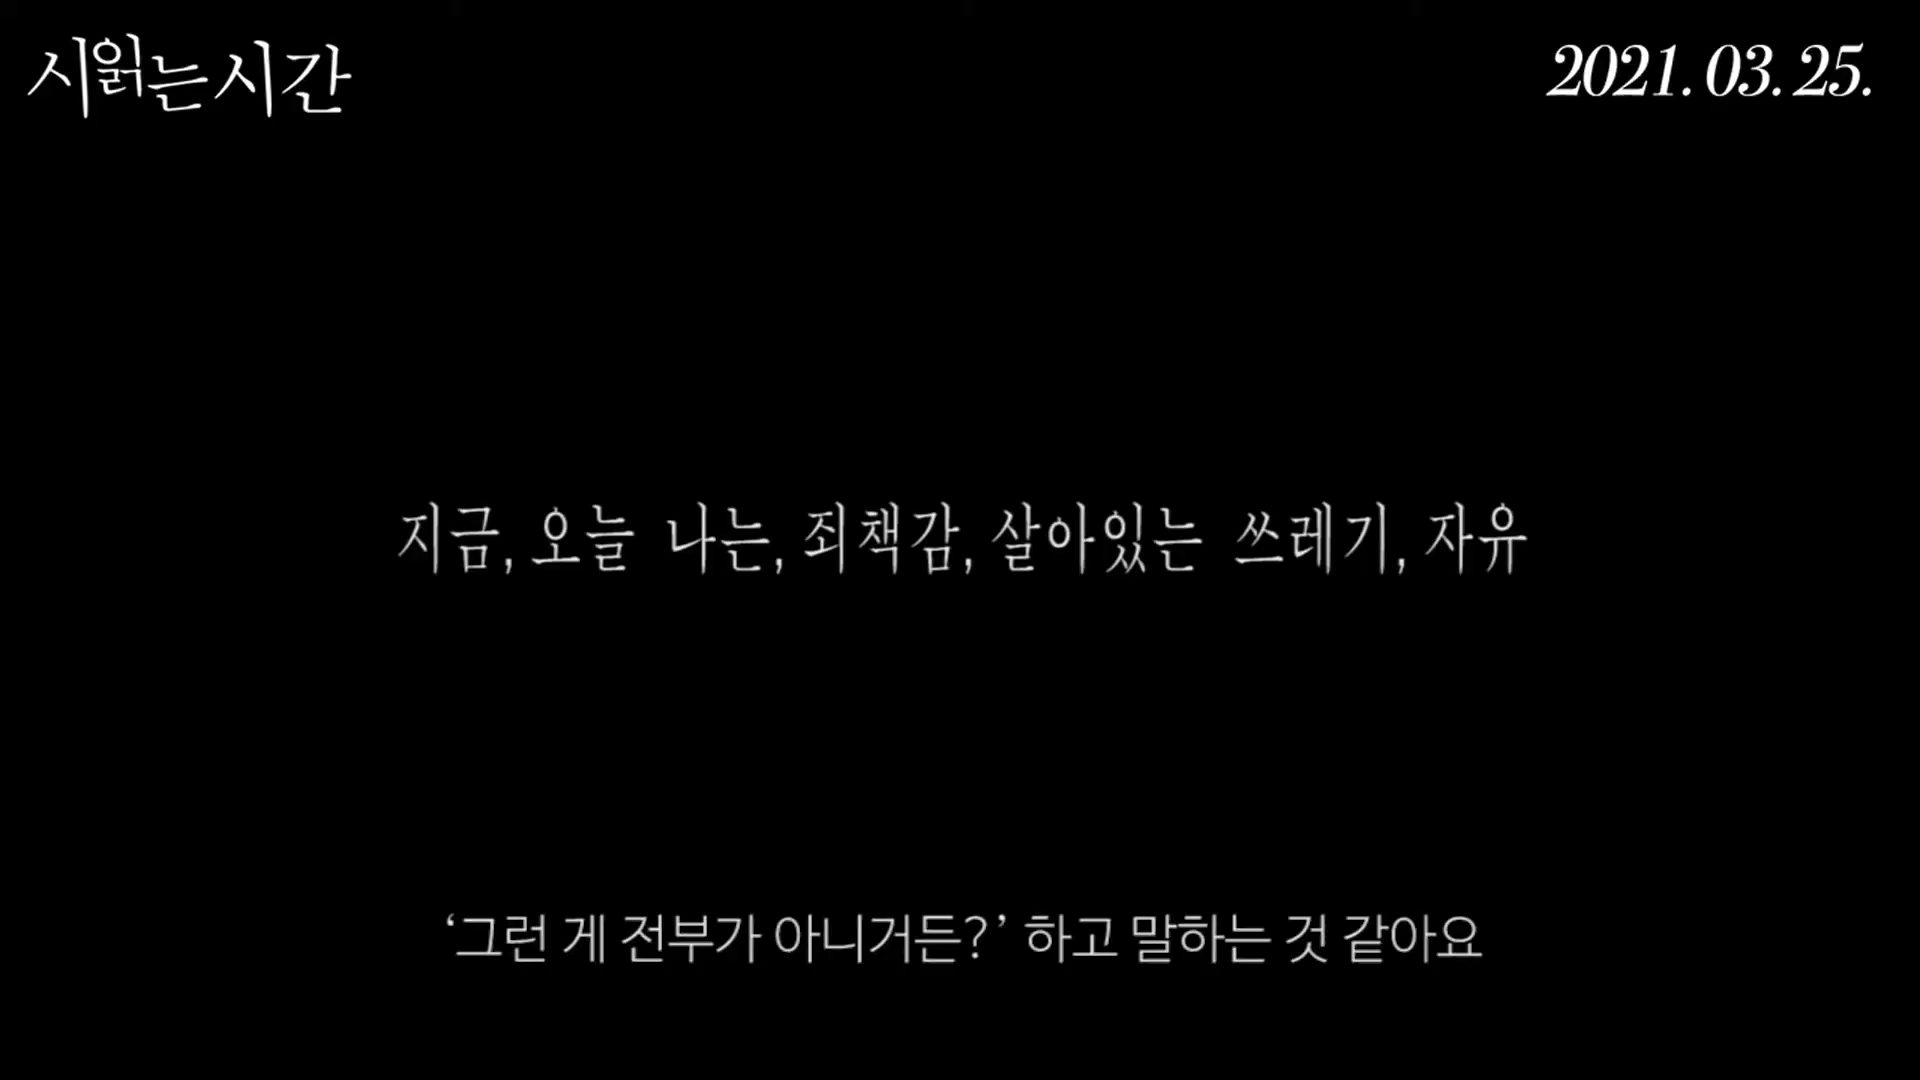 시 읽는 시간
2021. 03. 25.
지금, 오늘 나는, 죄책감, 살아있는 쓰레기, 자유
‘그런 게 전부가 아니거든?’ 하고 말하는 것 같아요